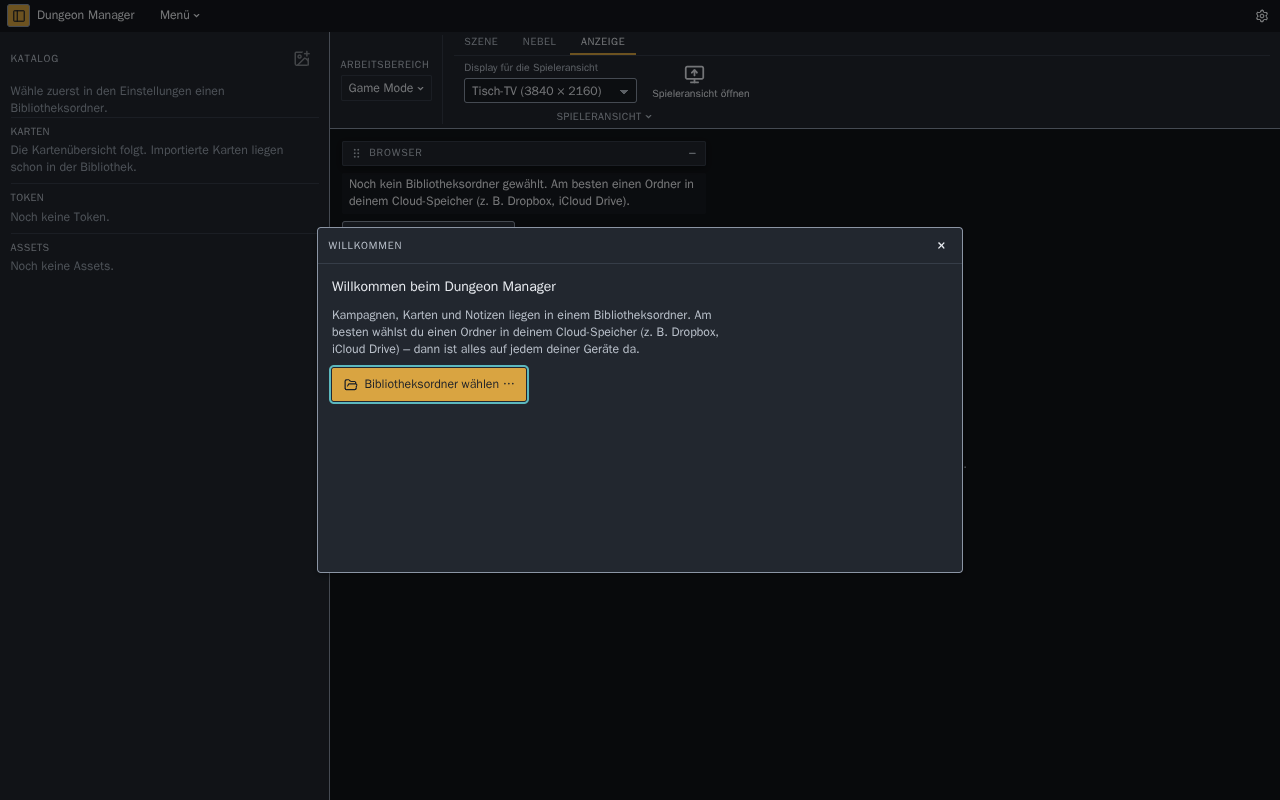 Dungeon Manager
Menü
KATALOG
Wähle zuerst in den Einstellungen einen
Bibliotheksordner.
KARTEN
Die Kartenübersicht folgt. Importierte Karten liegen
schon in der Bibliothek.
TOKEN
Noch keine Token.
ASSETS
Noch keine Assets.
ARBEITSBEREICH
Game Mode
SZENE
NEBEL
ANZEIGE
Display für die Spieleransicht
Tisch-TV (3840 × 2160)
Spieleransicht öffnen
SPIELERANSICHT
BROWSER
Noch kein Bibliotheksordner gewählt. Am besten einen Ordner in
deinem Cloud-Speicher (z. B. Dropbox, iCloud Drive).
WILLKOMMEN
Willkommen beim Dungeon Manager
Kampagnen, Karten und Notizen liegen in einem Bibliotheksordner. Am
besten wählst du einen Ordner in deinem Cloud-Speicher (z. B. Dropbox,
iCloud Drive) – dann ist alles auf jedem deiner Geräte da.
Bibliotheksordner wählen ⋯